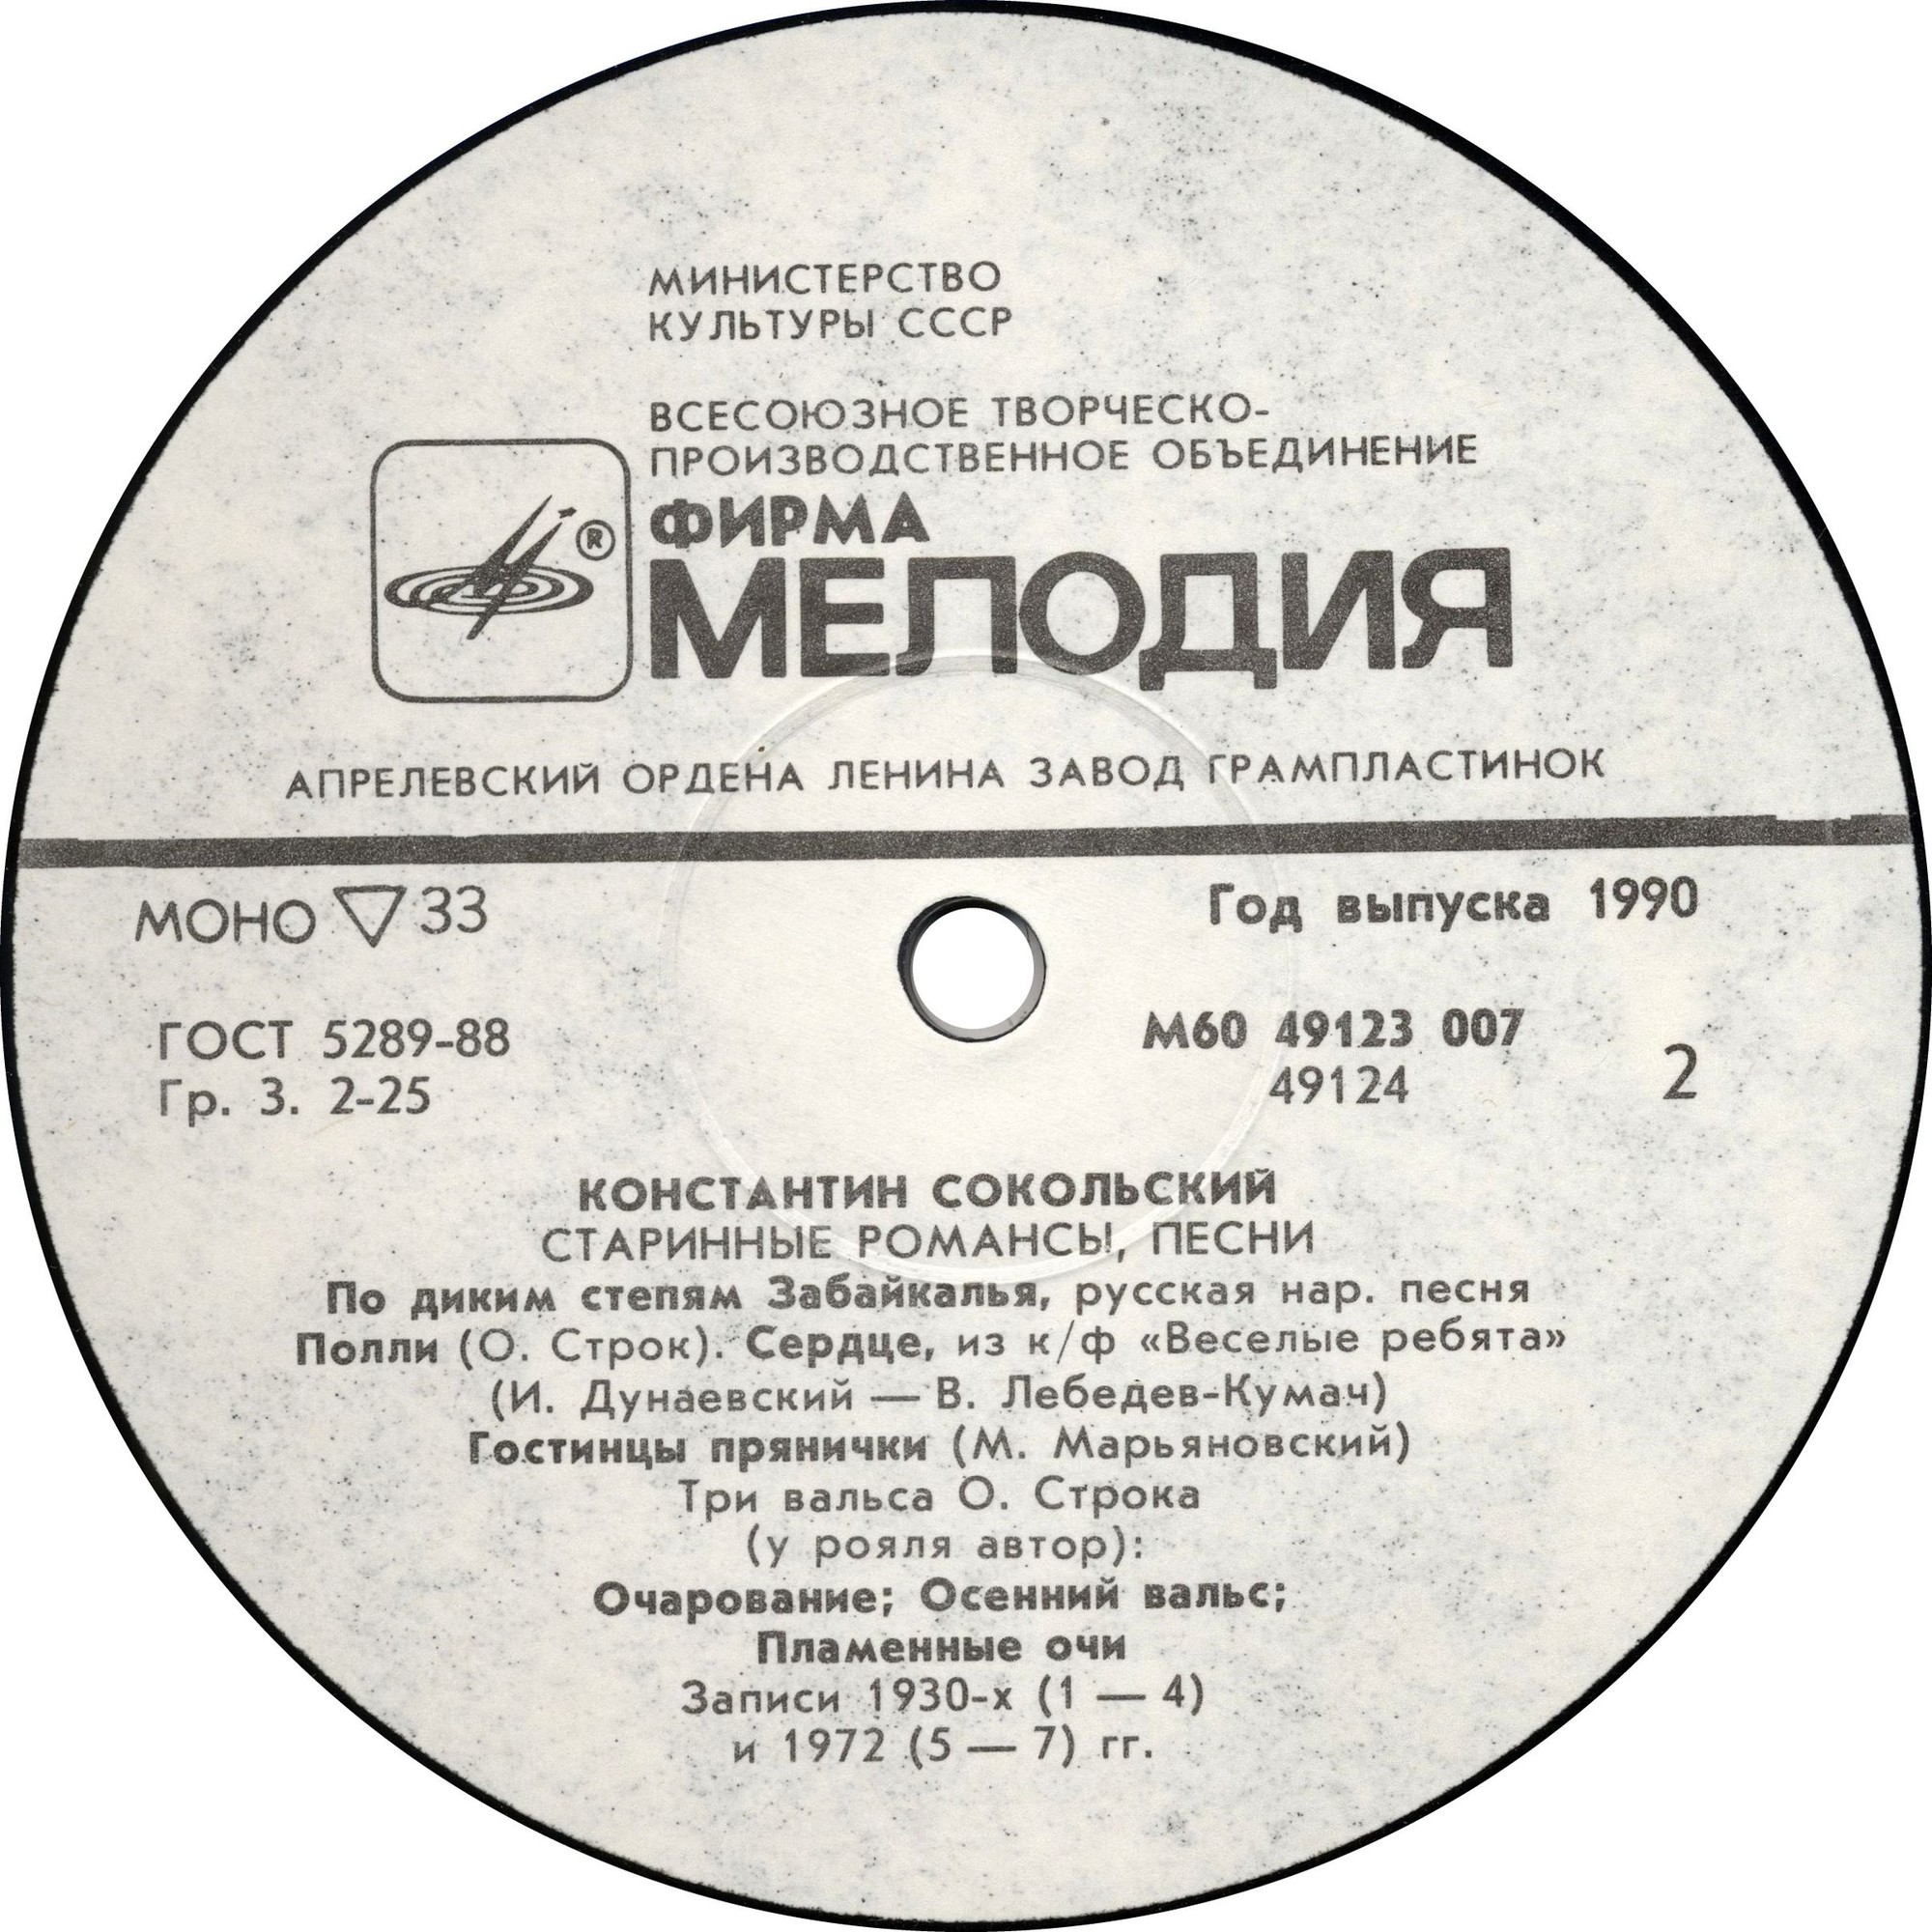 МИНИСТЕРСТВО
КУЛЬТУРЫ СССР
ВСЕСОЮЗНОЕ ТВОРЧЕСКО-
ПРОИЗВОДСТВЕННОЕ ОБЪЕДИНЕНИЕ
ФИРМА
®
МЕЛОДИЯ
АПРЕЛЕВСКИЙ ОРДЕНА ЛЕНИНА ЗАВОД ГРАМПЛАСТИНОК
МОНО ▽ 33
Год выпуска 1990
ГОСТ 5289-88
М60 49123 007
Гр. 3. 2-25
49124
2
КОНСТАНТИН СОКОЛЬСКИЙ
СТАРИННЫЕ РОМАНСЫ, ПЕСНИ
По диким степям Забайкалья, русская нар. песня
Полли (О. Строк). Сердце, из к/ф «Веселые ребята»
(И. Дунаевский — В. Лебедев-Кумач)
Гостинцы прянички (М. Марьяновский)
Три вальса О. Строка
(у рояля автор):
Очарование; Осенний вальс;
Пламенные очи
Записи 1930-х (1 — 4)
и 1972 (5 — 7) гг.